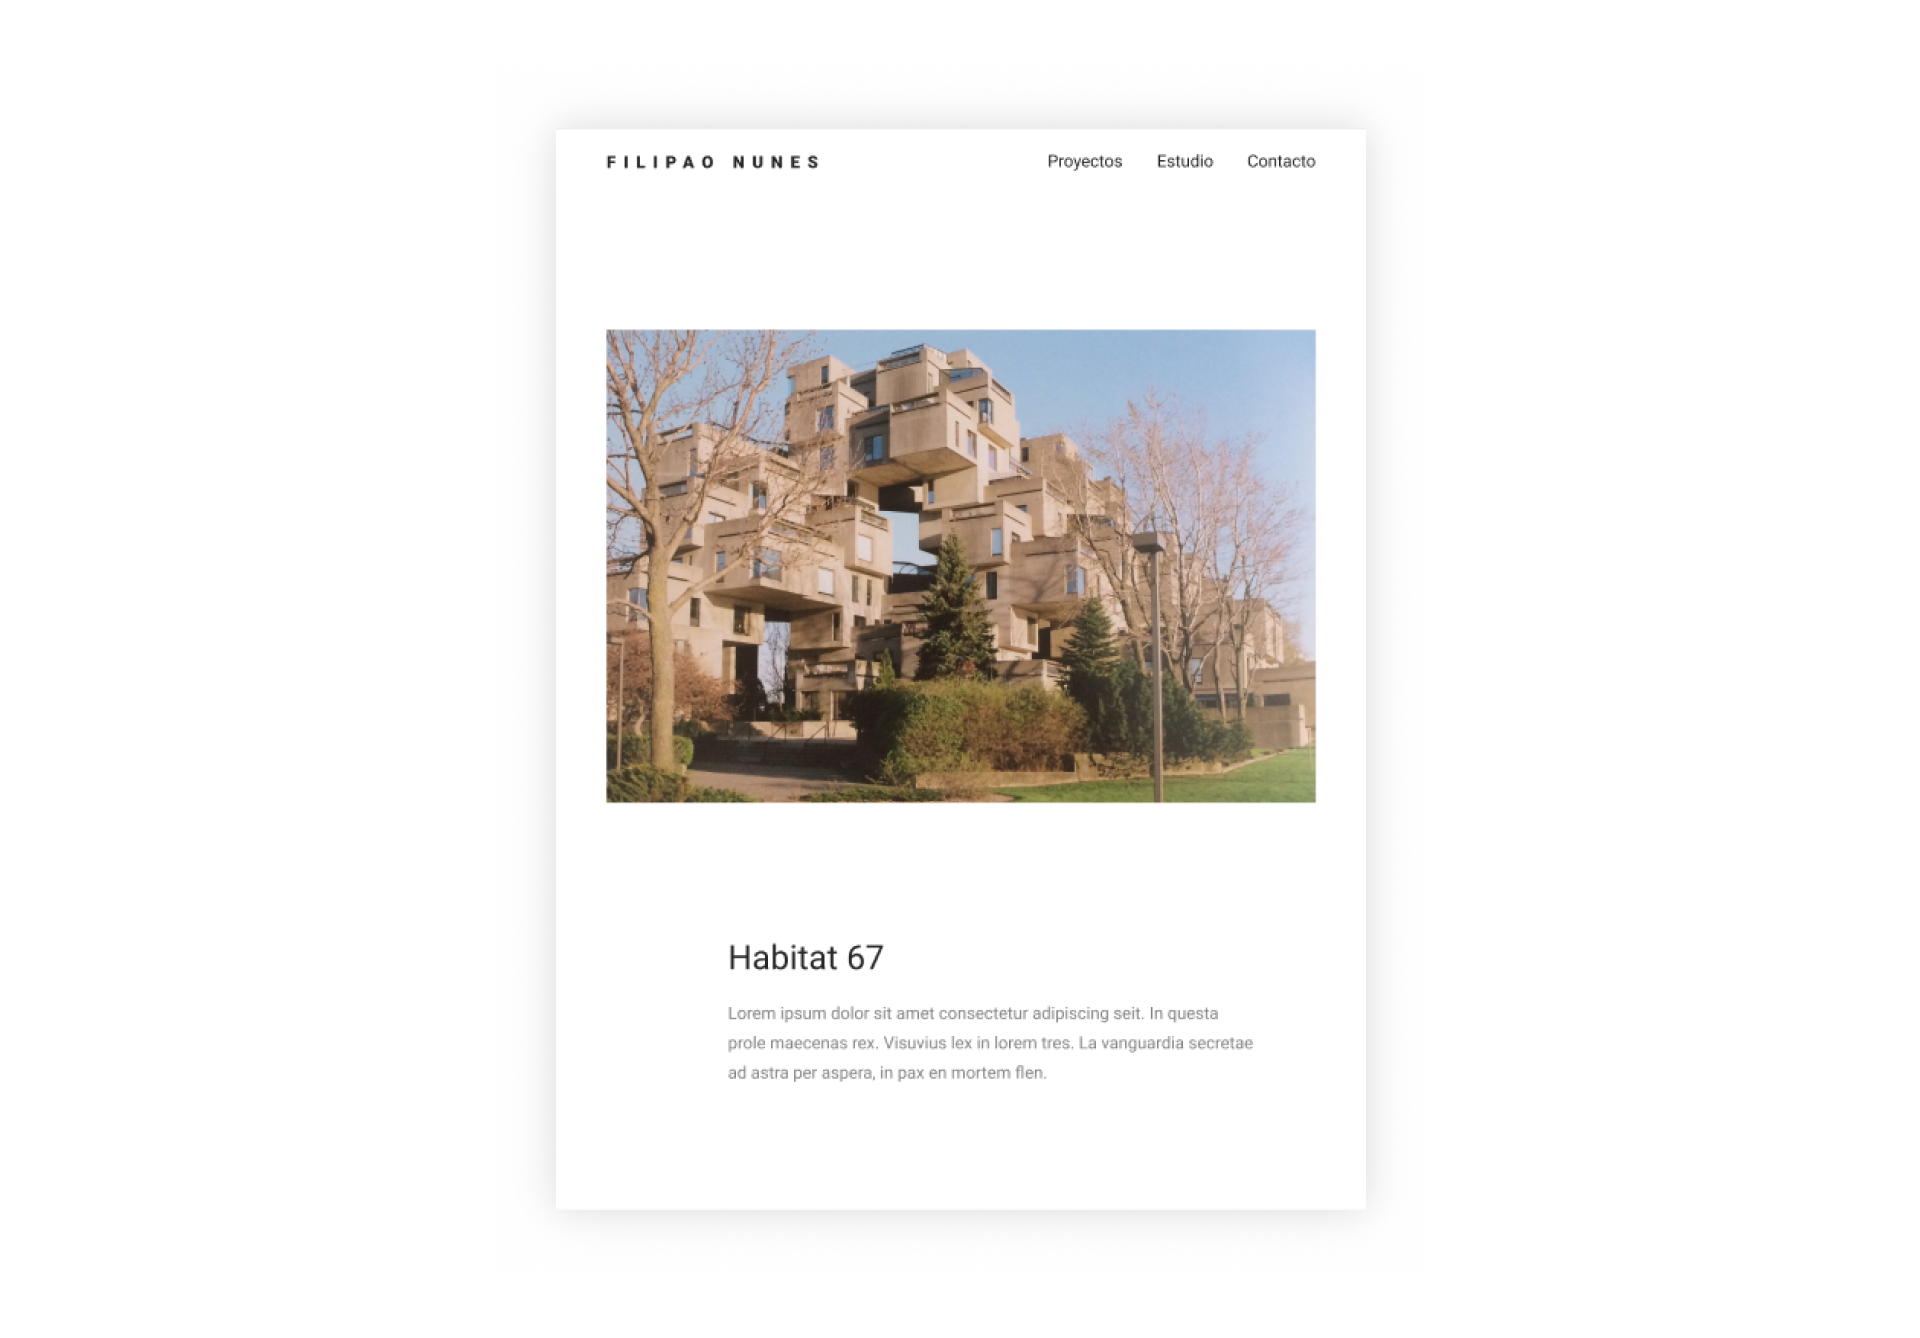 FILIPAO NUNES
Proyectos Estudio Contacto
Habitat 67
Lorem ipsum dolor sit amet consectetur adipiscing seit. In questa
prole maecenas rex. Visuvius lex in lorem tres. La vanguardia secretae
ad astra per aspera, in pax en mortem flen.